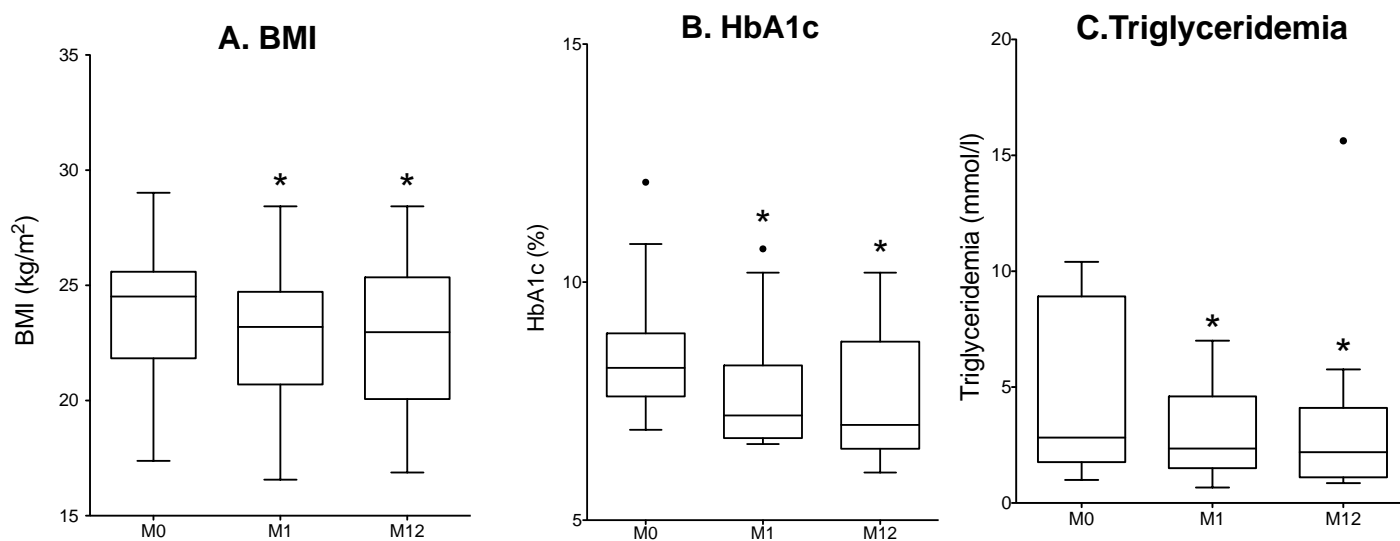 A. BMI
35
30
25
20
15
BMI (kg/m²)
*
*
M0
M1
M12
B. HbA1c
15
10
5
HbA1c (%)
*
*
M0
M1
M12
C.Triglyceridemia
20
15
10
5
0
Triglyceridemia (mmol/l)
*
*
M0
M1
M12